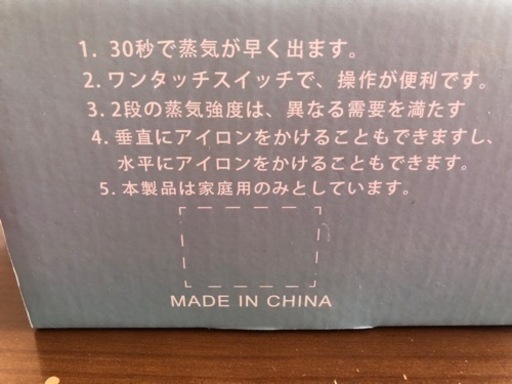 1. 30秒で蒸気が早く出ます。
2. ワンタッチスイッチで、操作が便利です。
3. 2段の蒸気強度は、異なる需要を満たす
4. 垂直にアイロンをかけることもできますし、
水平にアイロンをかけることもできます。
5. 本製品は家庭用のみとしています。
MADE IN CHINA